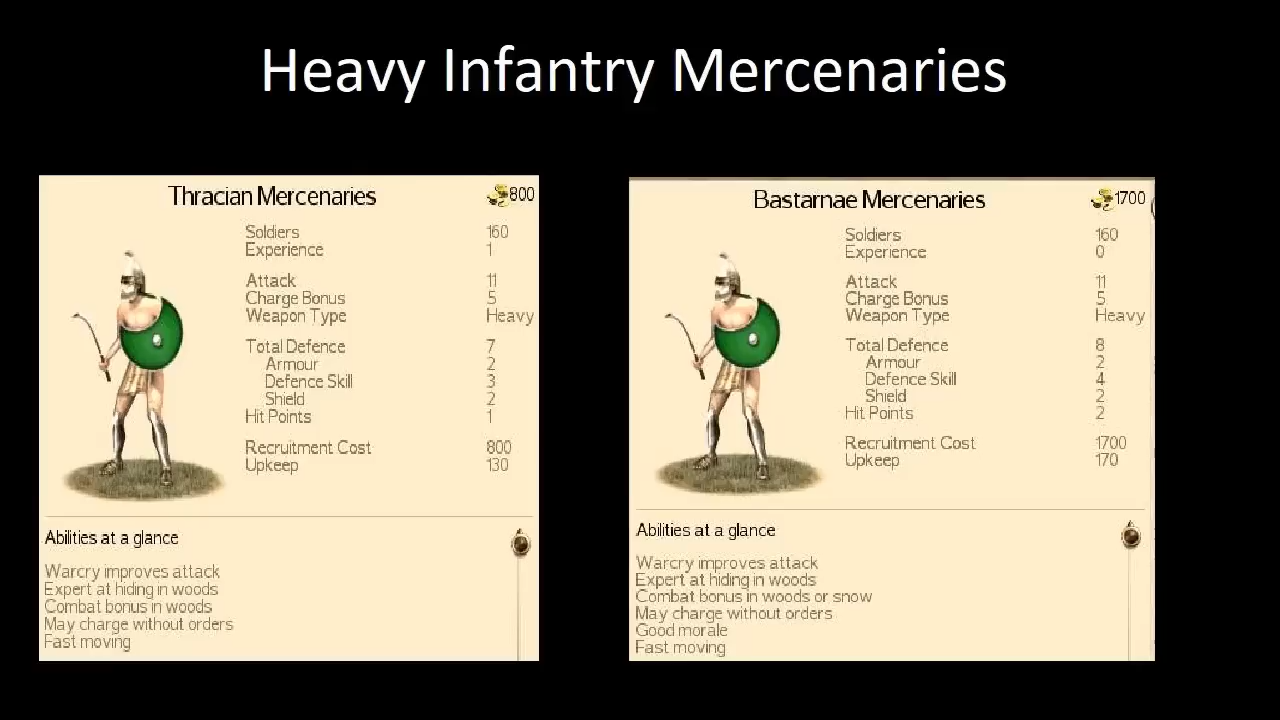 Heavy Infantry Mercenaries
Thracian Mercenaries 800
Soldiers 160
Experience 1
Attack 11
Charge Bonus 5
Weapon Type Heavy
Total Defence 7
Armour 2
Defence Skill 3
Shield 2
Hit Points 1
Recruitment Cost 800
Upkeep 130
Abilities at a glance
Warcry improves attack
Expert at hiding in woods
Combat bonus in woods
May charge without orders
Fast moving
Bastarnae Mercenaries 1700
Soldiers 160
Experience 0
Attack 11
Charge Bonus 5
Weapon Type Heavy
Total Defence 8
Armour 2
Defence Skill 4
Shield 2
Hit Points 2
Recruitment Cost 1700
Upkeep 170
Abilities at a glance
Warcry improves attack
Expert at hiding in woods
Combat bonus in woods or snow
May charge without orders
Good morale
Fast moving